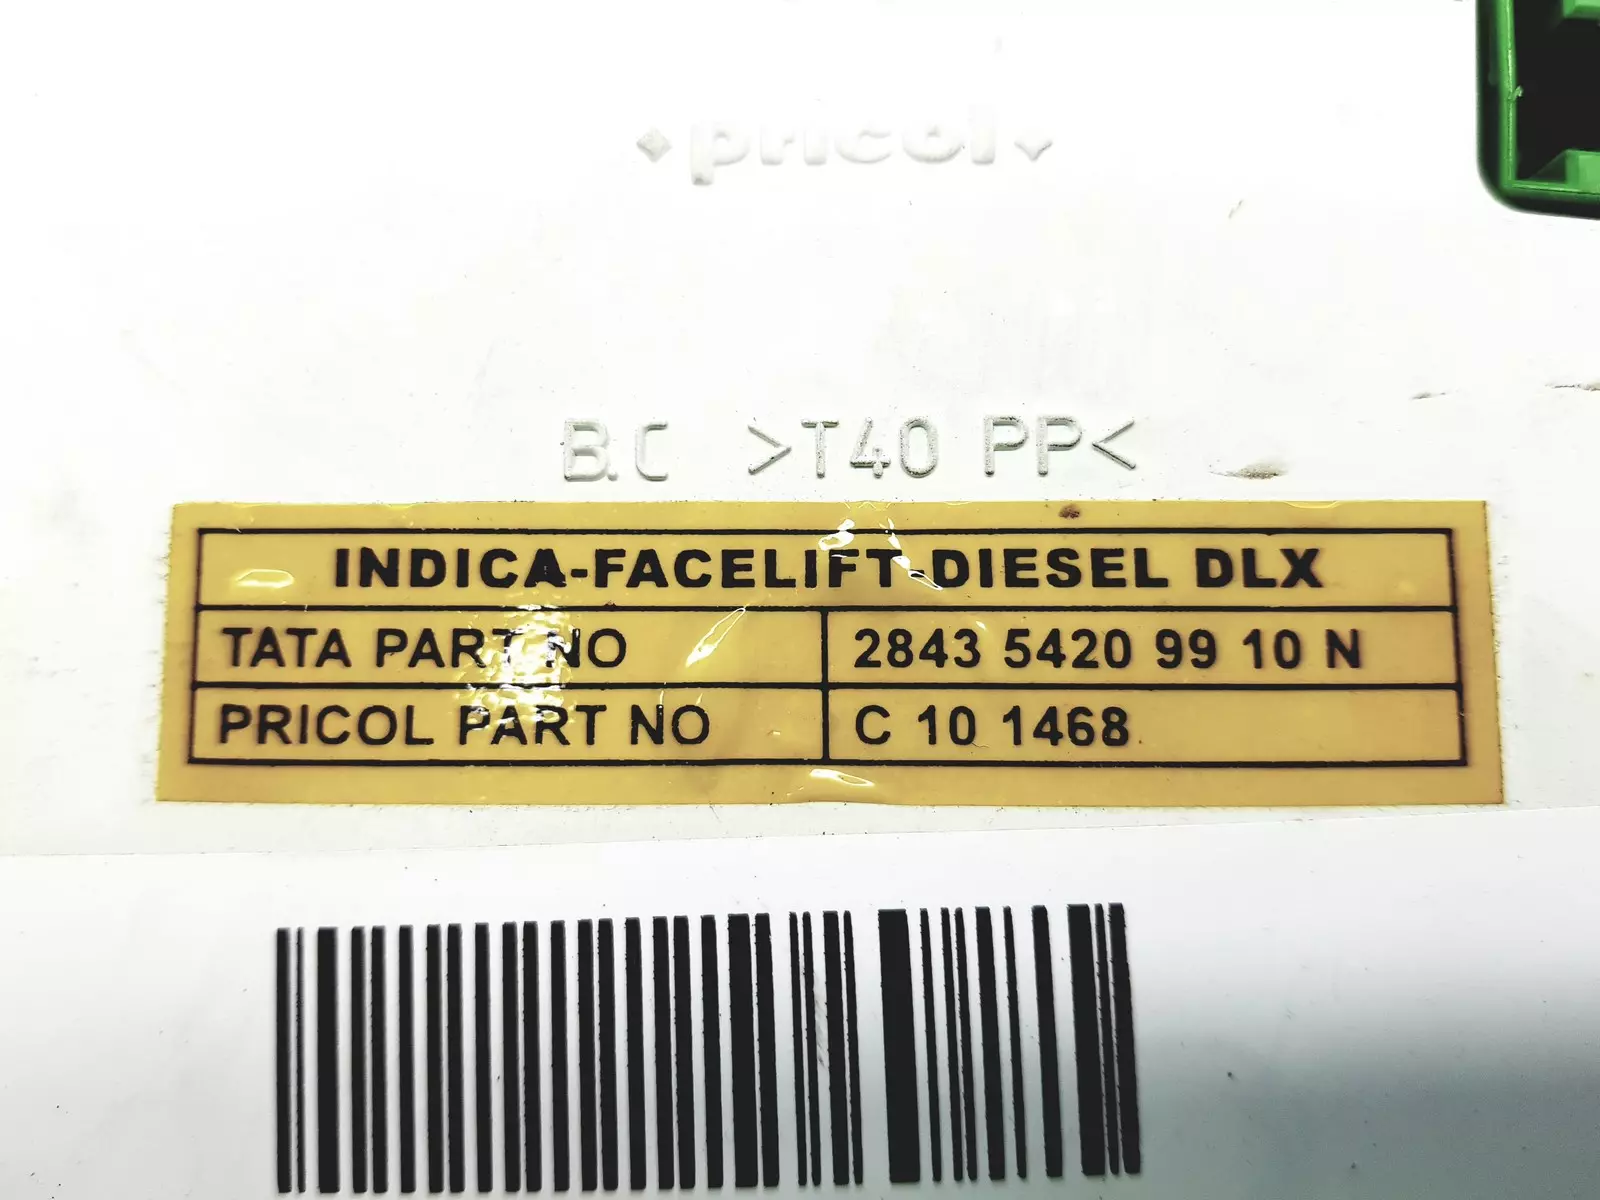 pricol
B.C >T40 PP<
INDICA-FACELIFT-DIESEL DLX
TATA PART NO 2843 5420 99 10 N
PRICOL PART NO C 10 1468